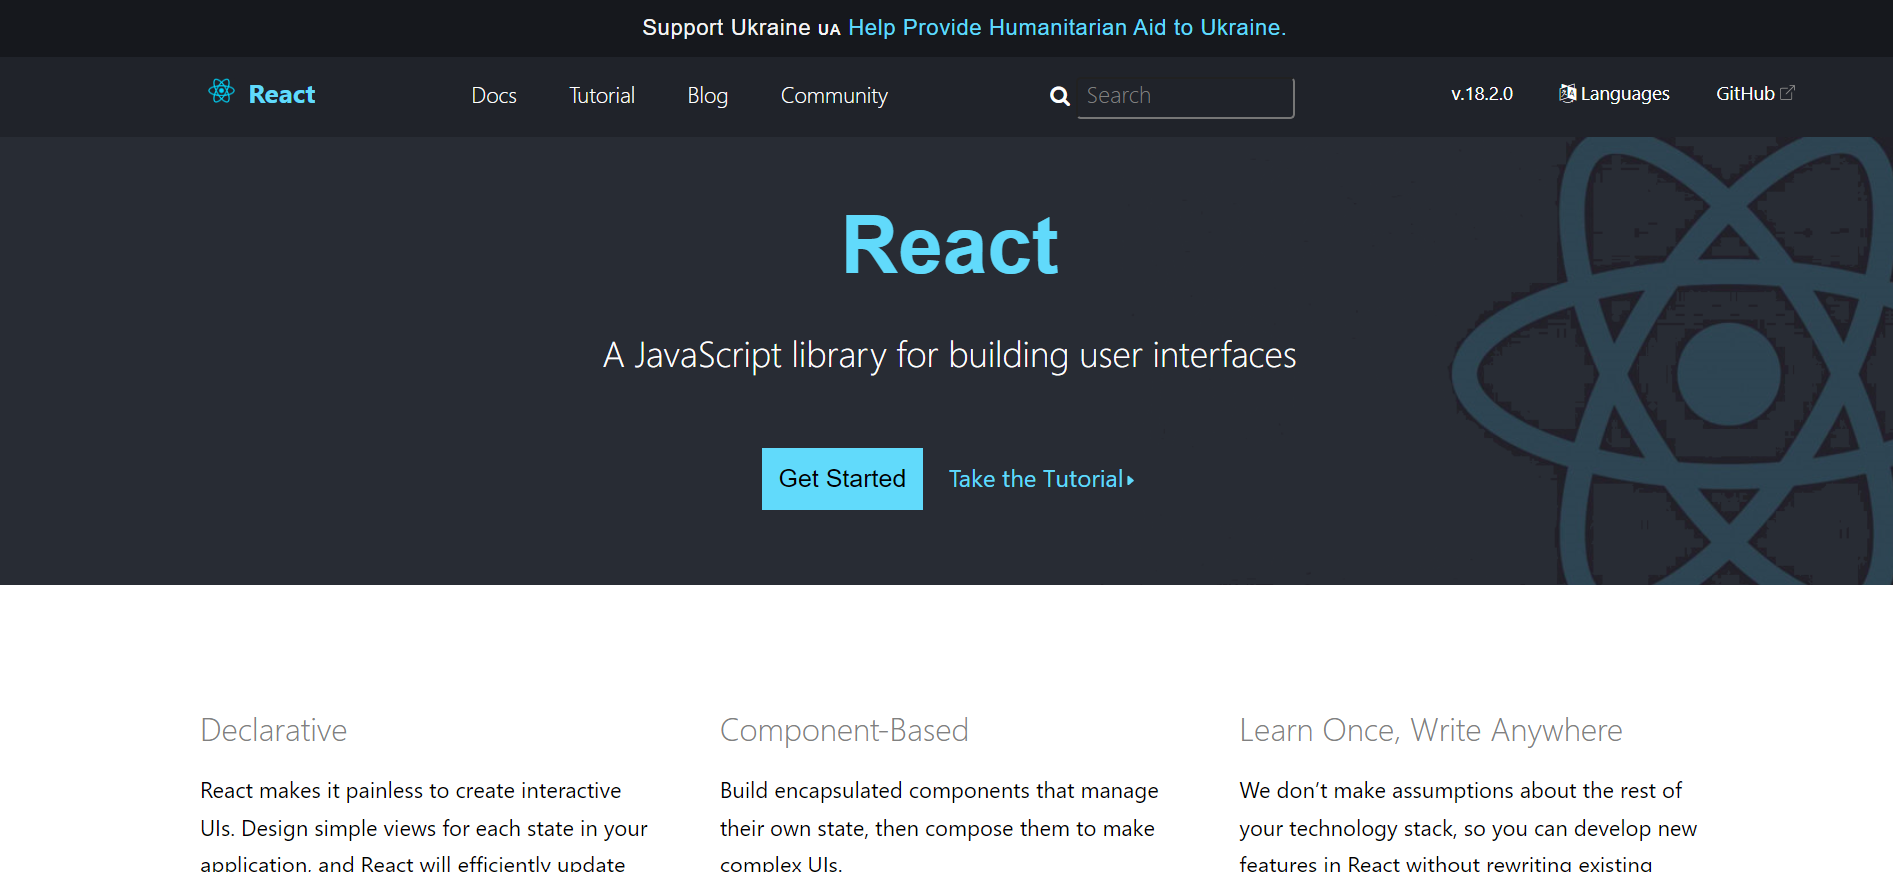 Support Ukraine UA Help Provide Humanitarian Aid to Ukraine.
React Docs Tutorial Blog Community Search v.18.2.0 Languages GitHub
React
A JavaScript library for building user interfaces
Get Started Take the Tutorial
Declarative
React makes it painless to create interactive
UIs. Design simple views for each state in your
application, and React will efficiently update
Component-Based
Build encapsulated components that manage
their own state, then compose them to make
complex UIs.
Learn Once, Write Anywhere
We don’t make assumptions about the rest of
your technology stack, so you can develop new
features in React without rewriting existing